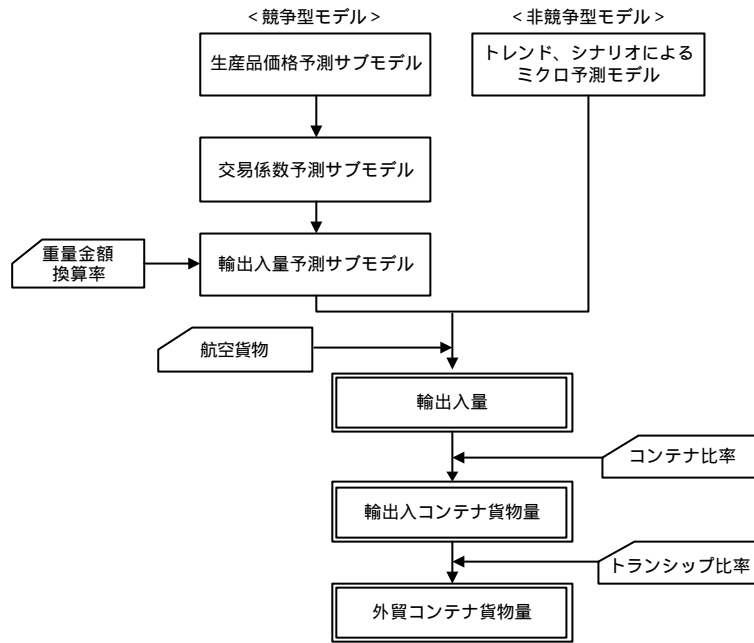 ＜競争型モデル＞
＜非競争型モデル＞
生産品価格予測サブモデル
トレンド、シナリオによる
ミクロ予測モデル
交易係数予測サブモデル
重量金額
換算率
輸出入量予測サブモデル
航空貨物
輸出入量
コンテナ比率
輸出入コンテナ貨物量
トランシップ比率
外貿コンテナ貨物量